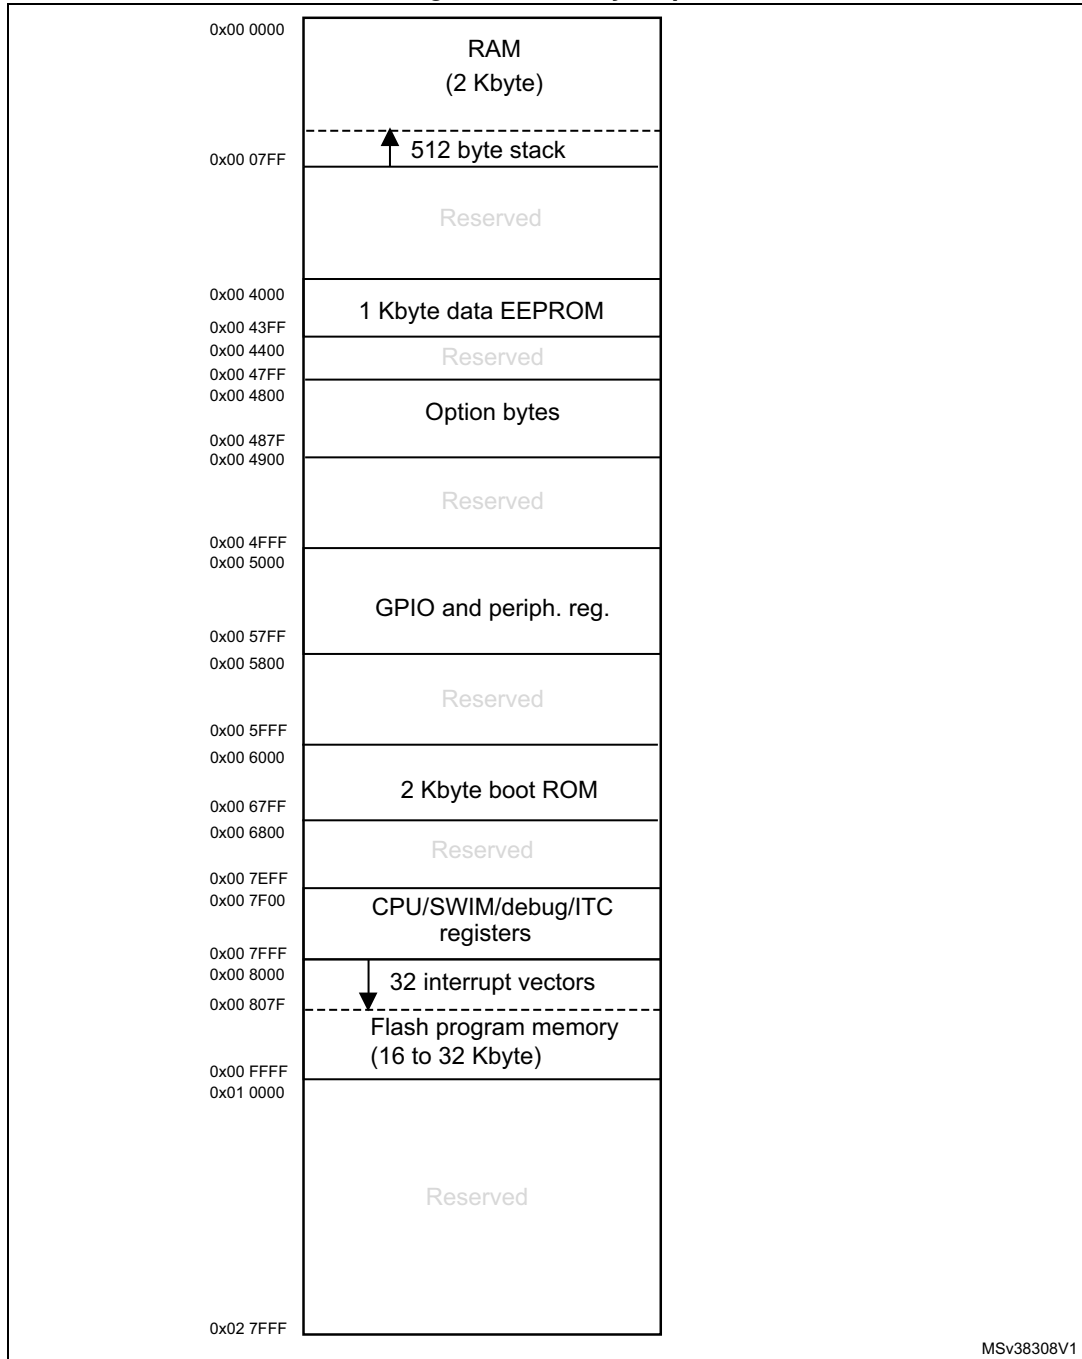 0x00 0000
RAM
(2 Kbyte)
512 byte stack
0x00 07FF
Reserved
0x00 4000
1 Kbyte data EEPROM
0x00 43FF
0x00 4400
Reserved
0x00 47FF
0x00 4800
Option bytes
0x00 487F
0x00 4900
Reserved
0x00 4FFF
0x00 5000
GPIO and periph. reg.
0x00 57FF
0x00 5800
Reserved
0x00 5FFF
0x00 6000
2 Kbyte boot ROM
0x00 67FF
0x00 6800
Reserved
0x00 7EFF
0x00 7F00
CPU/SWIM/debug/ITC
registers
0x00 7FFF
0x00 8000
32 interrupt vectors
0x00 807F
Flash program memory
(16 to 32 Kbyte)
0x00 FFFF
0x01 0000
Reserved
0x02 7FFF
MSv38308V1